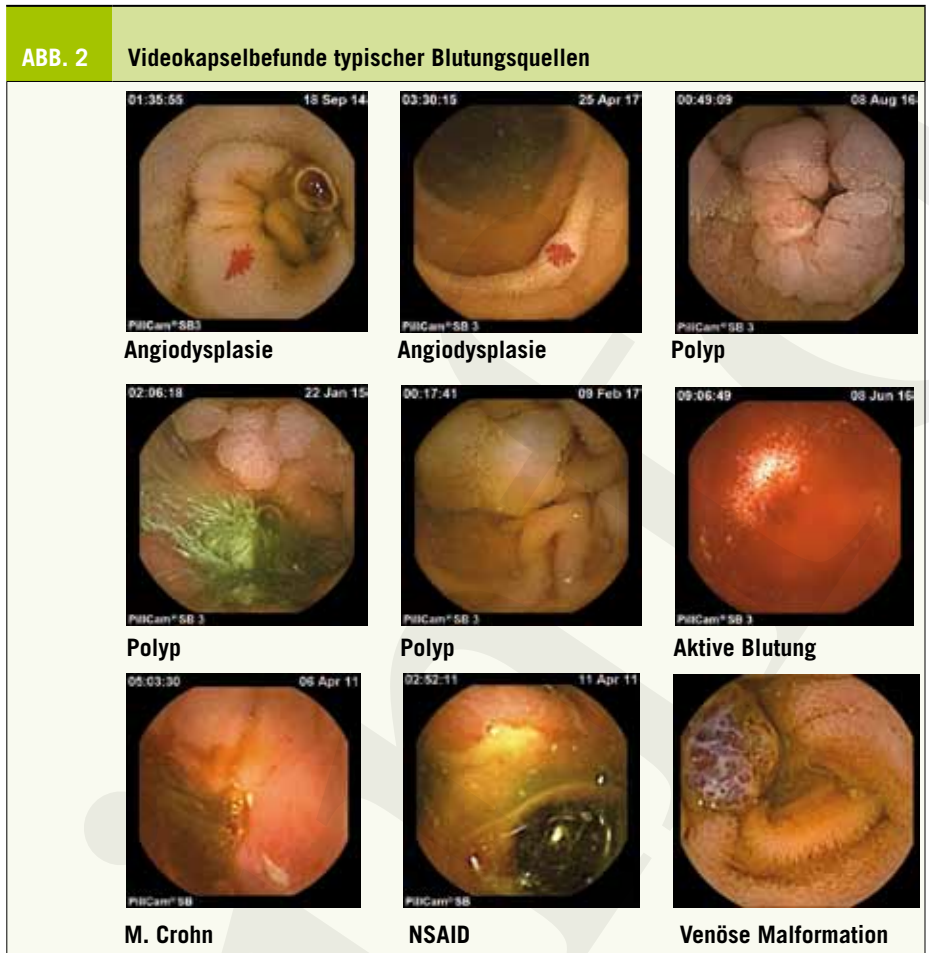 ABB. 2 Videokapselbefunde typischer Blutungsquellen
01:35:55 18 Sep 14
03:30:15 25 Apr 17
00:49:09 08 Aug 16
PillCam®SB3
PillCam®SB 3
PillCam®SB 3
Angiodysplasie
Angiodysplasie
Polyp
02:06:18 22 Jan 15
00:17:41 09 Feb 17
09:06:49 08 Jun 16
PillCam®SB 3
PillCam®SB 3
PillCam®SB 3
Polyp
Polyp
Aktive Blutung
05:03:30 06 Apr 11
02:52:11 11 Apr 11
PillCam®SB
PillCam®SB
M. Crohn
NSAID
Venöse Malformation